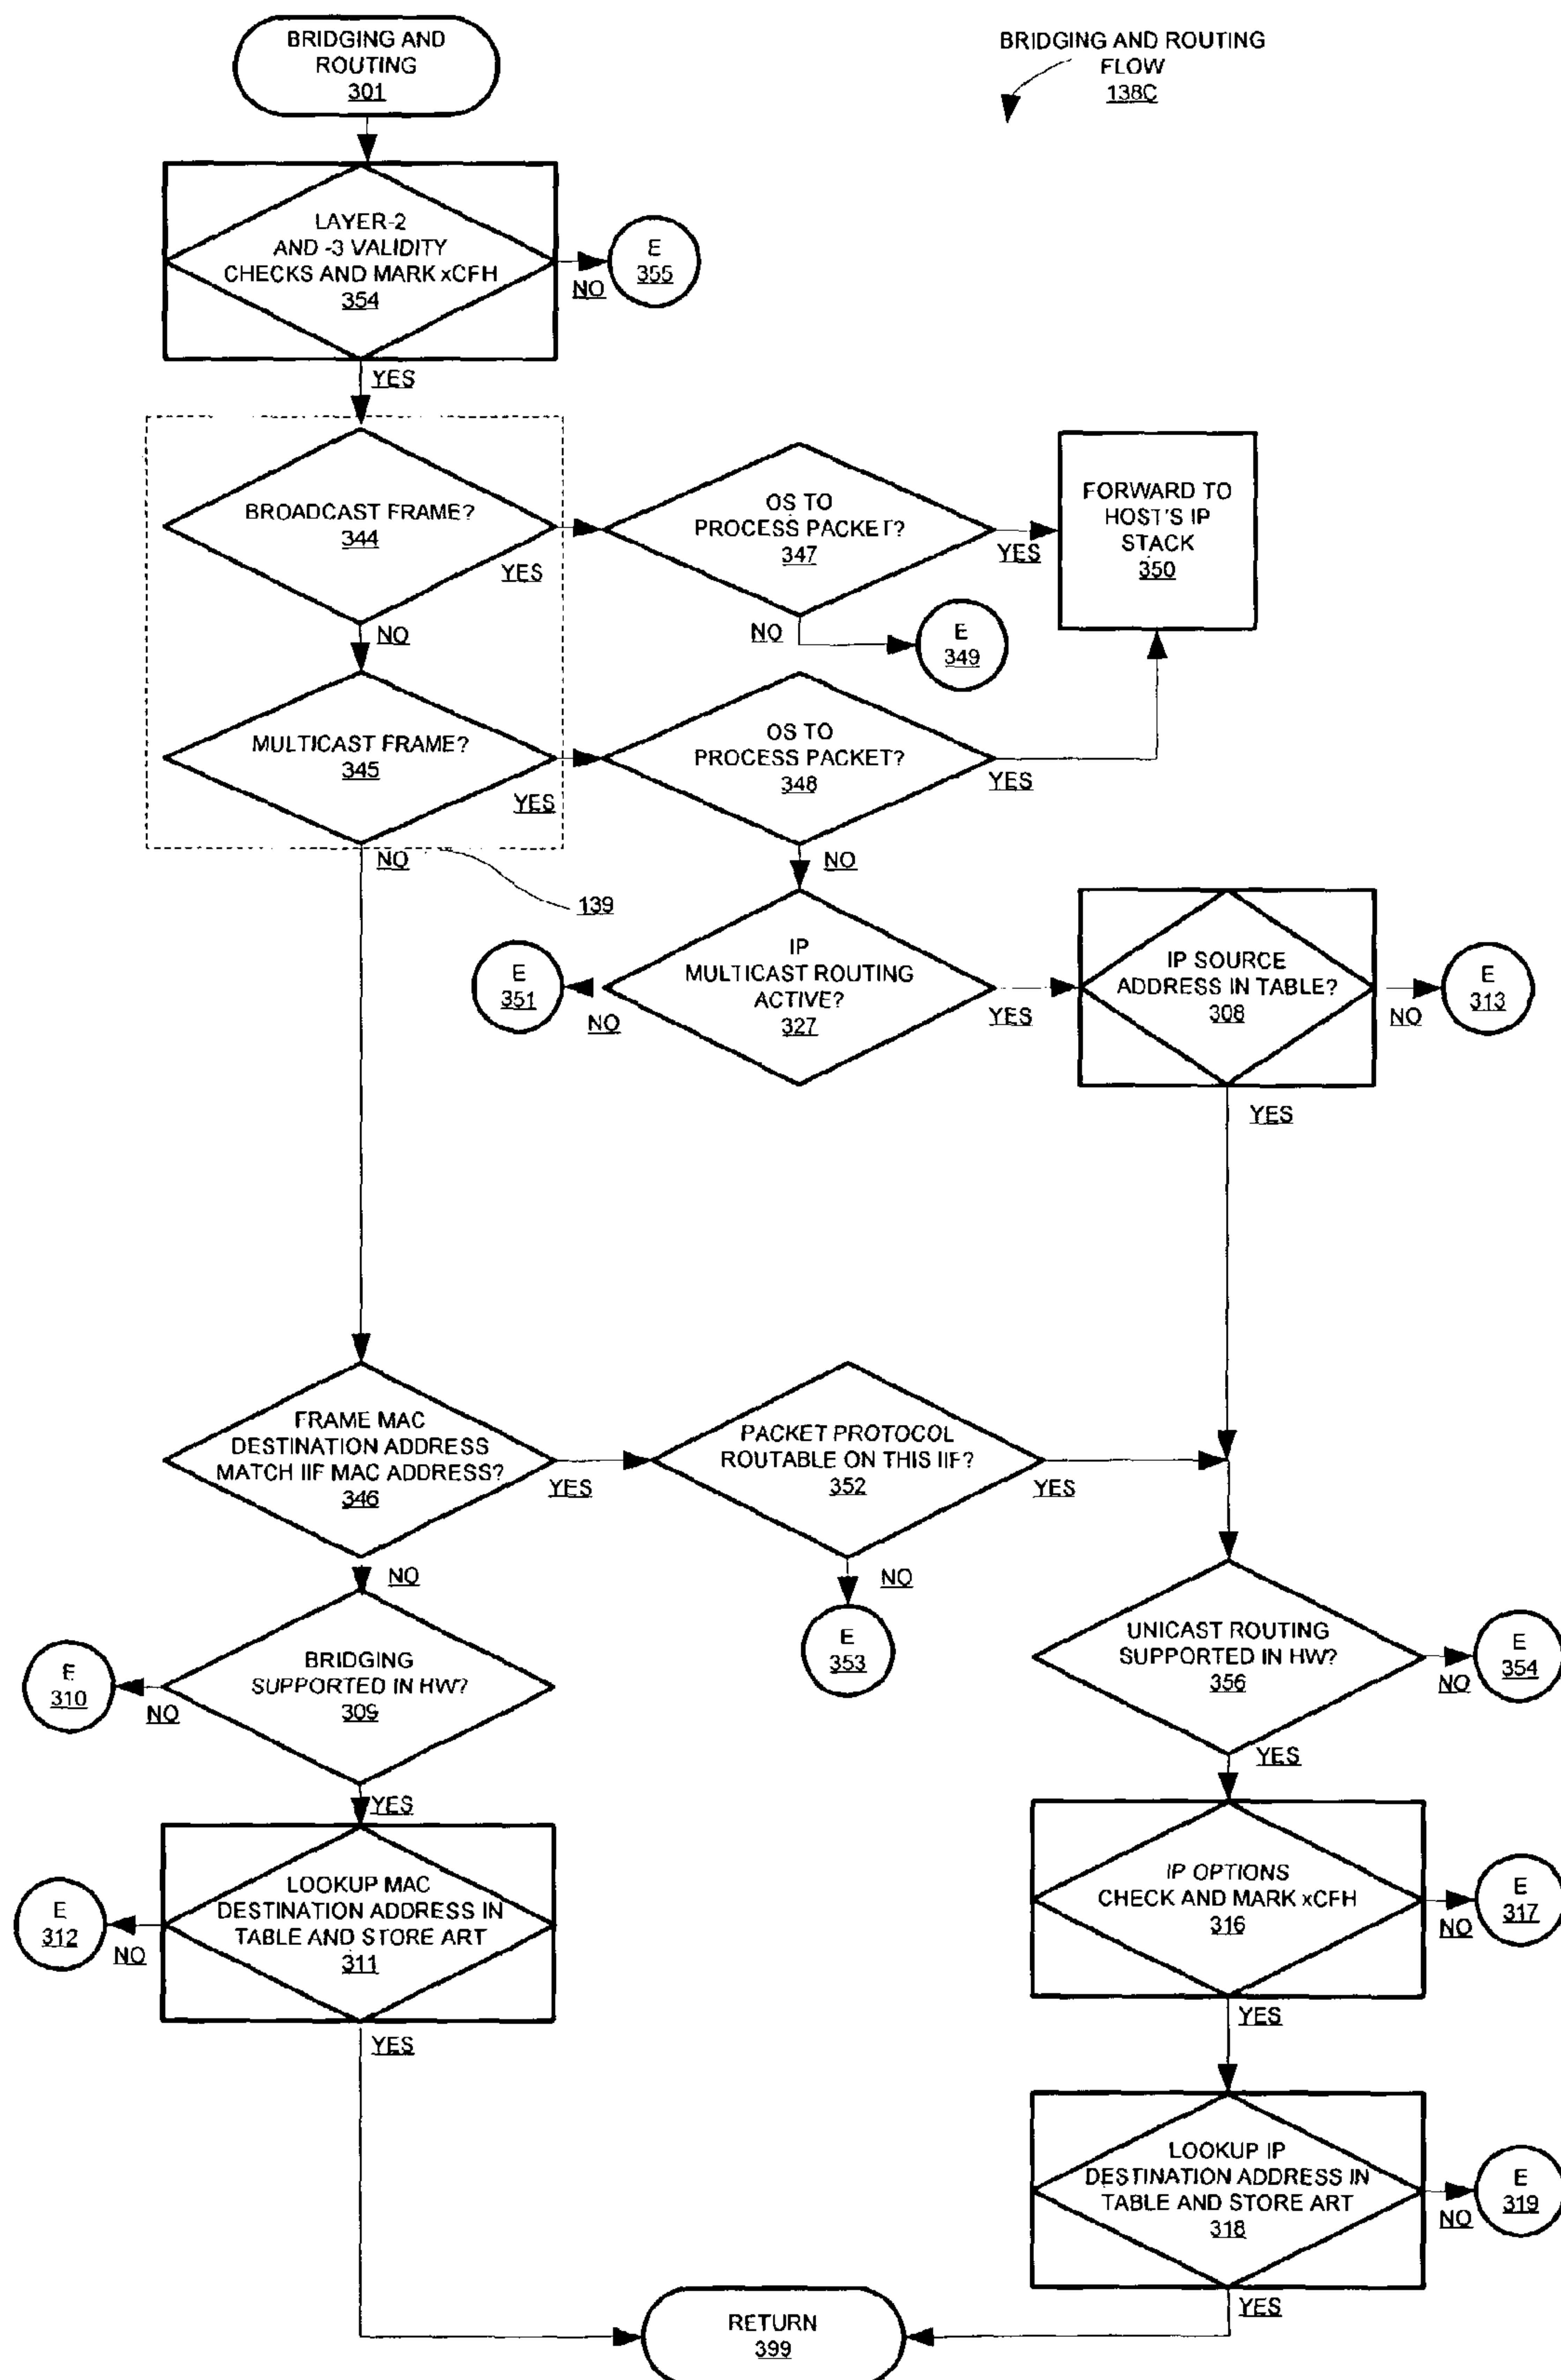 BRIDGING AND
ROUTING
301
BRIDGING AND ROUTING
FLOW
138C
LAYER-2
AND -3 VALIDITY
CHECKS AND MARK xCFH
354
E
355
NO
YES
BROADCAST FRAME?
344
YES
NO
OS TO
PROCESS PACKET?
347
YES
NO
FORWARD TO
HOST'S IP
STACK
350
E
349
MULTICAST FRAME?
345
YES
NO
OS TO
PROCESS PACKET?
348
YES
NO
139
E
351
NO
IP
MULTICAST ROUTING
ACTIVE?
327
YES
IP SOURCE
ADDRESS IN TABLE?
308
NO
E
313
YES
FRAME MAC
DESTINATION ADDRESS
MATCH IIF MAC ADDRESS?
346
YES
NO
PACKET PROTOCOL
ROUTABLE ON THIS IIF?
352
YES
NO
E
353
E
310
NO
BRIDGING
SUPPORTED IN HW?
309
YES
UNICAST ROUTING
SUPPORTED IN HW?
356
NO
E
354
YES
E
312
NO
LOOKUP MAC
DESTINATION ADDRESS IN
TABLE AND STORE ART
311
YES
IP OPTIONS
CHECK AND MARK xCFH
316
NO
E
317
YES
LOOKUP IP
DESTINATION ADDRESS IN
TABLE AND STORE ART
318
NO
E
319
YES
RETURN
399